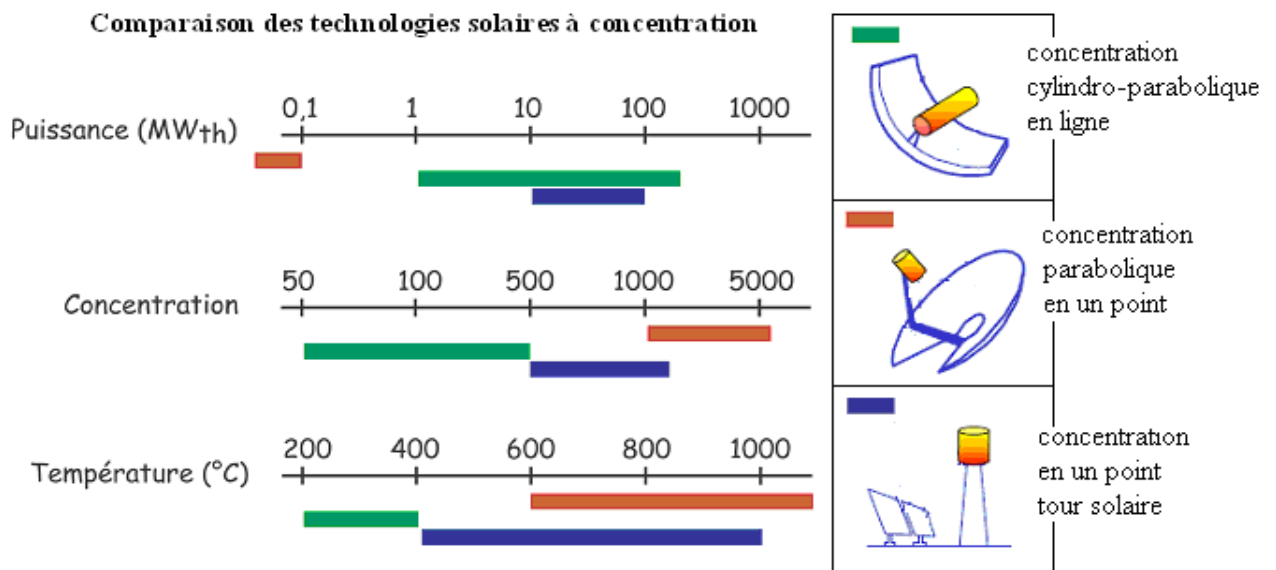 Comparaison des technologies solaires à concentration
0,1 1 10 100 1000
Puissance (MWth)
50 100 500 1000 5000
Concentration
200 400 600 800 1000
Température (°C)
concentration
cylindro-parabolique
en ligne
concentration
parabolique
en un point
concentration
en un point
tour solaire